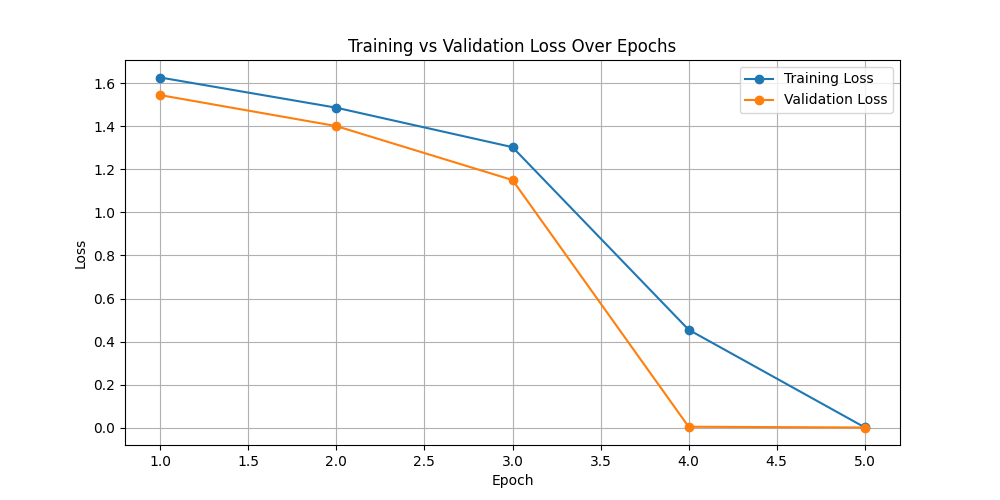 Training vs Validation Loss Over Epochs
Training Loss
Validation Loss
Loss
1.6
1.4
1.2
1.0
0.8
0.6
0.4
0.2
0.0
1.0 1.5 2.0 2.5 3.0 3.5 4.0 4.5 5.0
Epoch